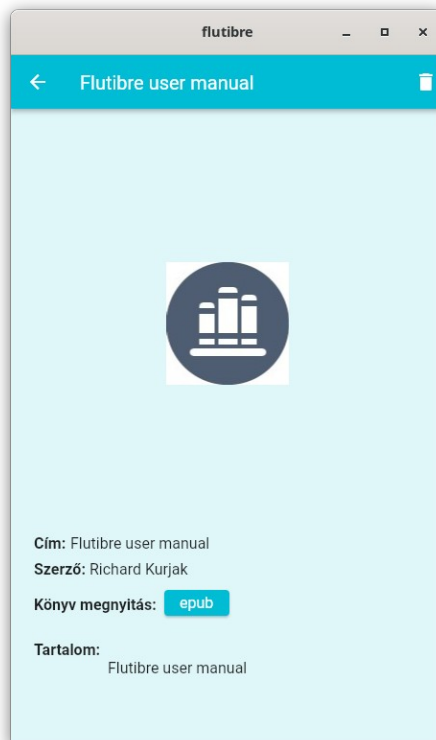 flutibre
Flutibre user manual
Cím: Flutibre user manual
Szerző: Richard Kurjak
Könyv megnyitás: epub
Tartalom:
Flutibre user manual